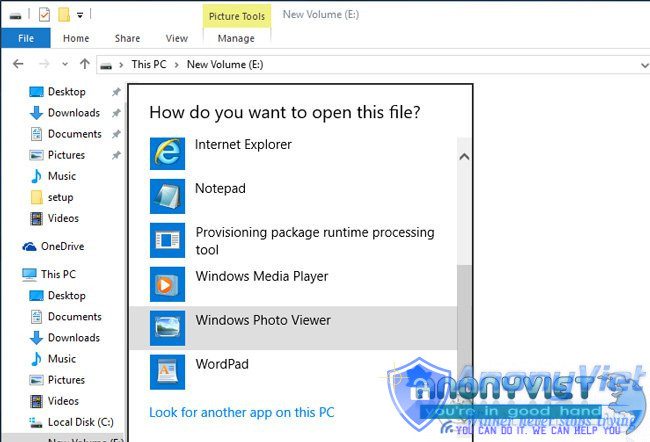 Picture Tools
New Volume (E:)
File
Home
Share
View
Manage
This PC
New Volume (E:)
Desktop
Downloads
Documents
Pictures
Music
setup
Videos
OneDrive
This PC
Desktop
Documents
Downloads
Music
Pictures
Videos
Local Disk (C:)
New Volume (E:
How do you want to open this file?
Internet Explorer
Notepad
Provisioning package runtime processing
tool
Windows Media Player
Windows Photo Viewer
WordPad
Look for another app on this PC
AnonyViet
ANONYVIET
you're in good hand
YOU CAN DO IT. WE CAN HELP YOU